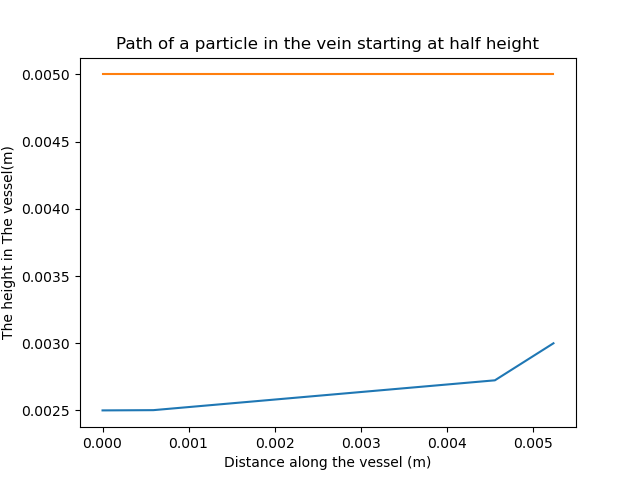 Path of a particle in the vein starting at half height
0.0050
0.0045
0.0040
0.0035
0.0030
0.0025
The height in The vessel(m)
0.000 0.001 0.002 0.003 0.004 0.005
Distance along the vessel (m)